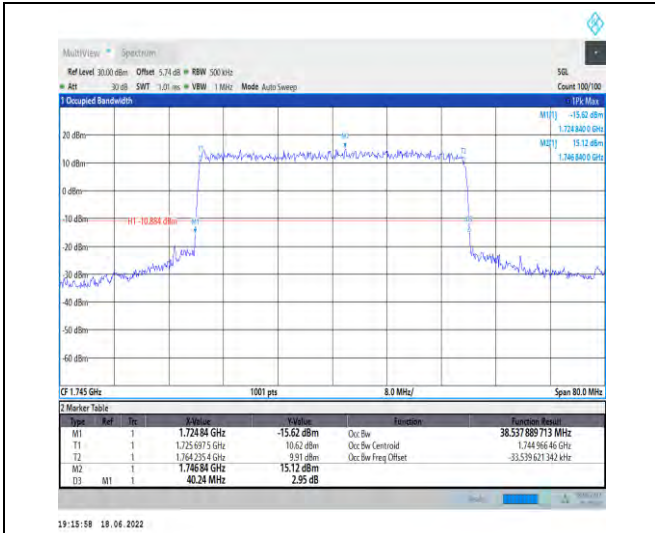 MultiView Spectrum
Ref Level 30.00 dBm Offset 5.74 dB RBW 500 kHz SGL
Att 30 dB SWT 1.01 ms VBW 1 MHz Mode Auto Sweep Count 100/100
1 Occupied Bandwidth 1Pk Max
M1[1] -15.62 dBm
1.724 840 0 GHz
M2[1] 15.12 dBm
1.746 840 0 GHz
20 dBm
10 dBm
0 dBm
-10 dBm
H1 -10.884 dBm
-20 dBm
-30 dBm
-40 dBm
-50 dBm
-60 dBm
M1
M2
T1
T2
CF 1.745 GHz 1001 pts 8.0 MHz/ Span 80.0 MHz
2 Marker Table
Type Ref Trc X-Value Y-Value Function Function Result
M1 1 1.724 84 GHz -15.62 dBm Occ Bw 38.537 889 713 MHz
T1 1 1.725 697 5 GHz 10.62 dBm Occ Bw Centroid 1.744 966 46 GHz
T2 1 1.764 235 4 GHz 9.91 dBm Occ Bw Freq Offset -33.539 621 342 kHz
M2 1 1.746 84 GHz 15.12 dBm
D3 M1 1 40.24 MHz 2.95 dB
19:15:58 18.06.2022